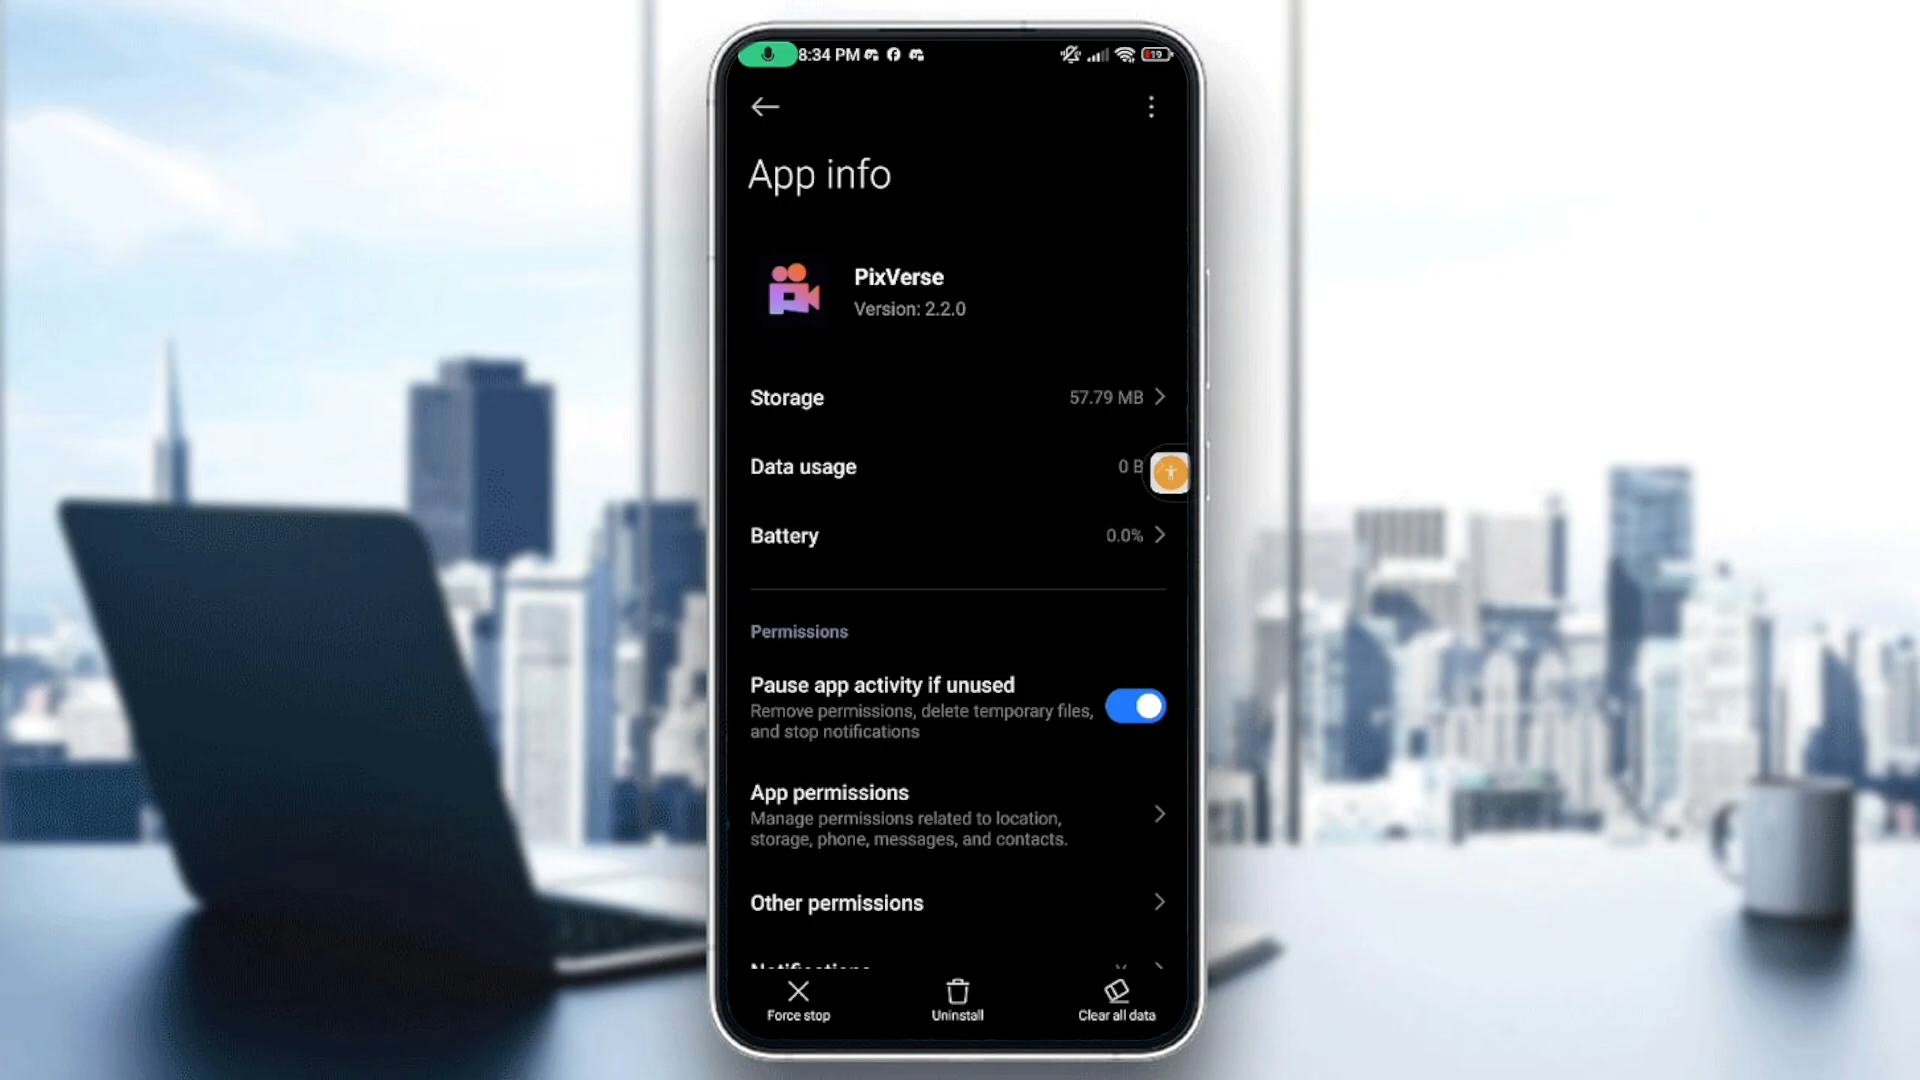 8:34 PM
19
App info
PixVerse
Version: 2.2.0
Storage 57.79 MB
Data usage 0 B
Battery 0.0%
Permissions
Pause app activity if unused
Remove permissions, delete temporary files,
and stop notifications
App permissions
Manage permissions related to location,
storage, phone, messages, and contacts.
Other permissions
Notifications
Force stop
Uninstall
Clear all data